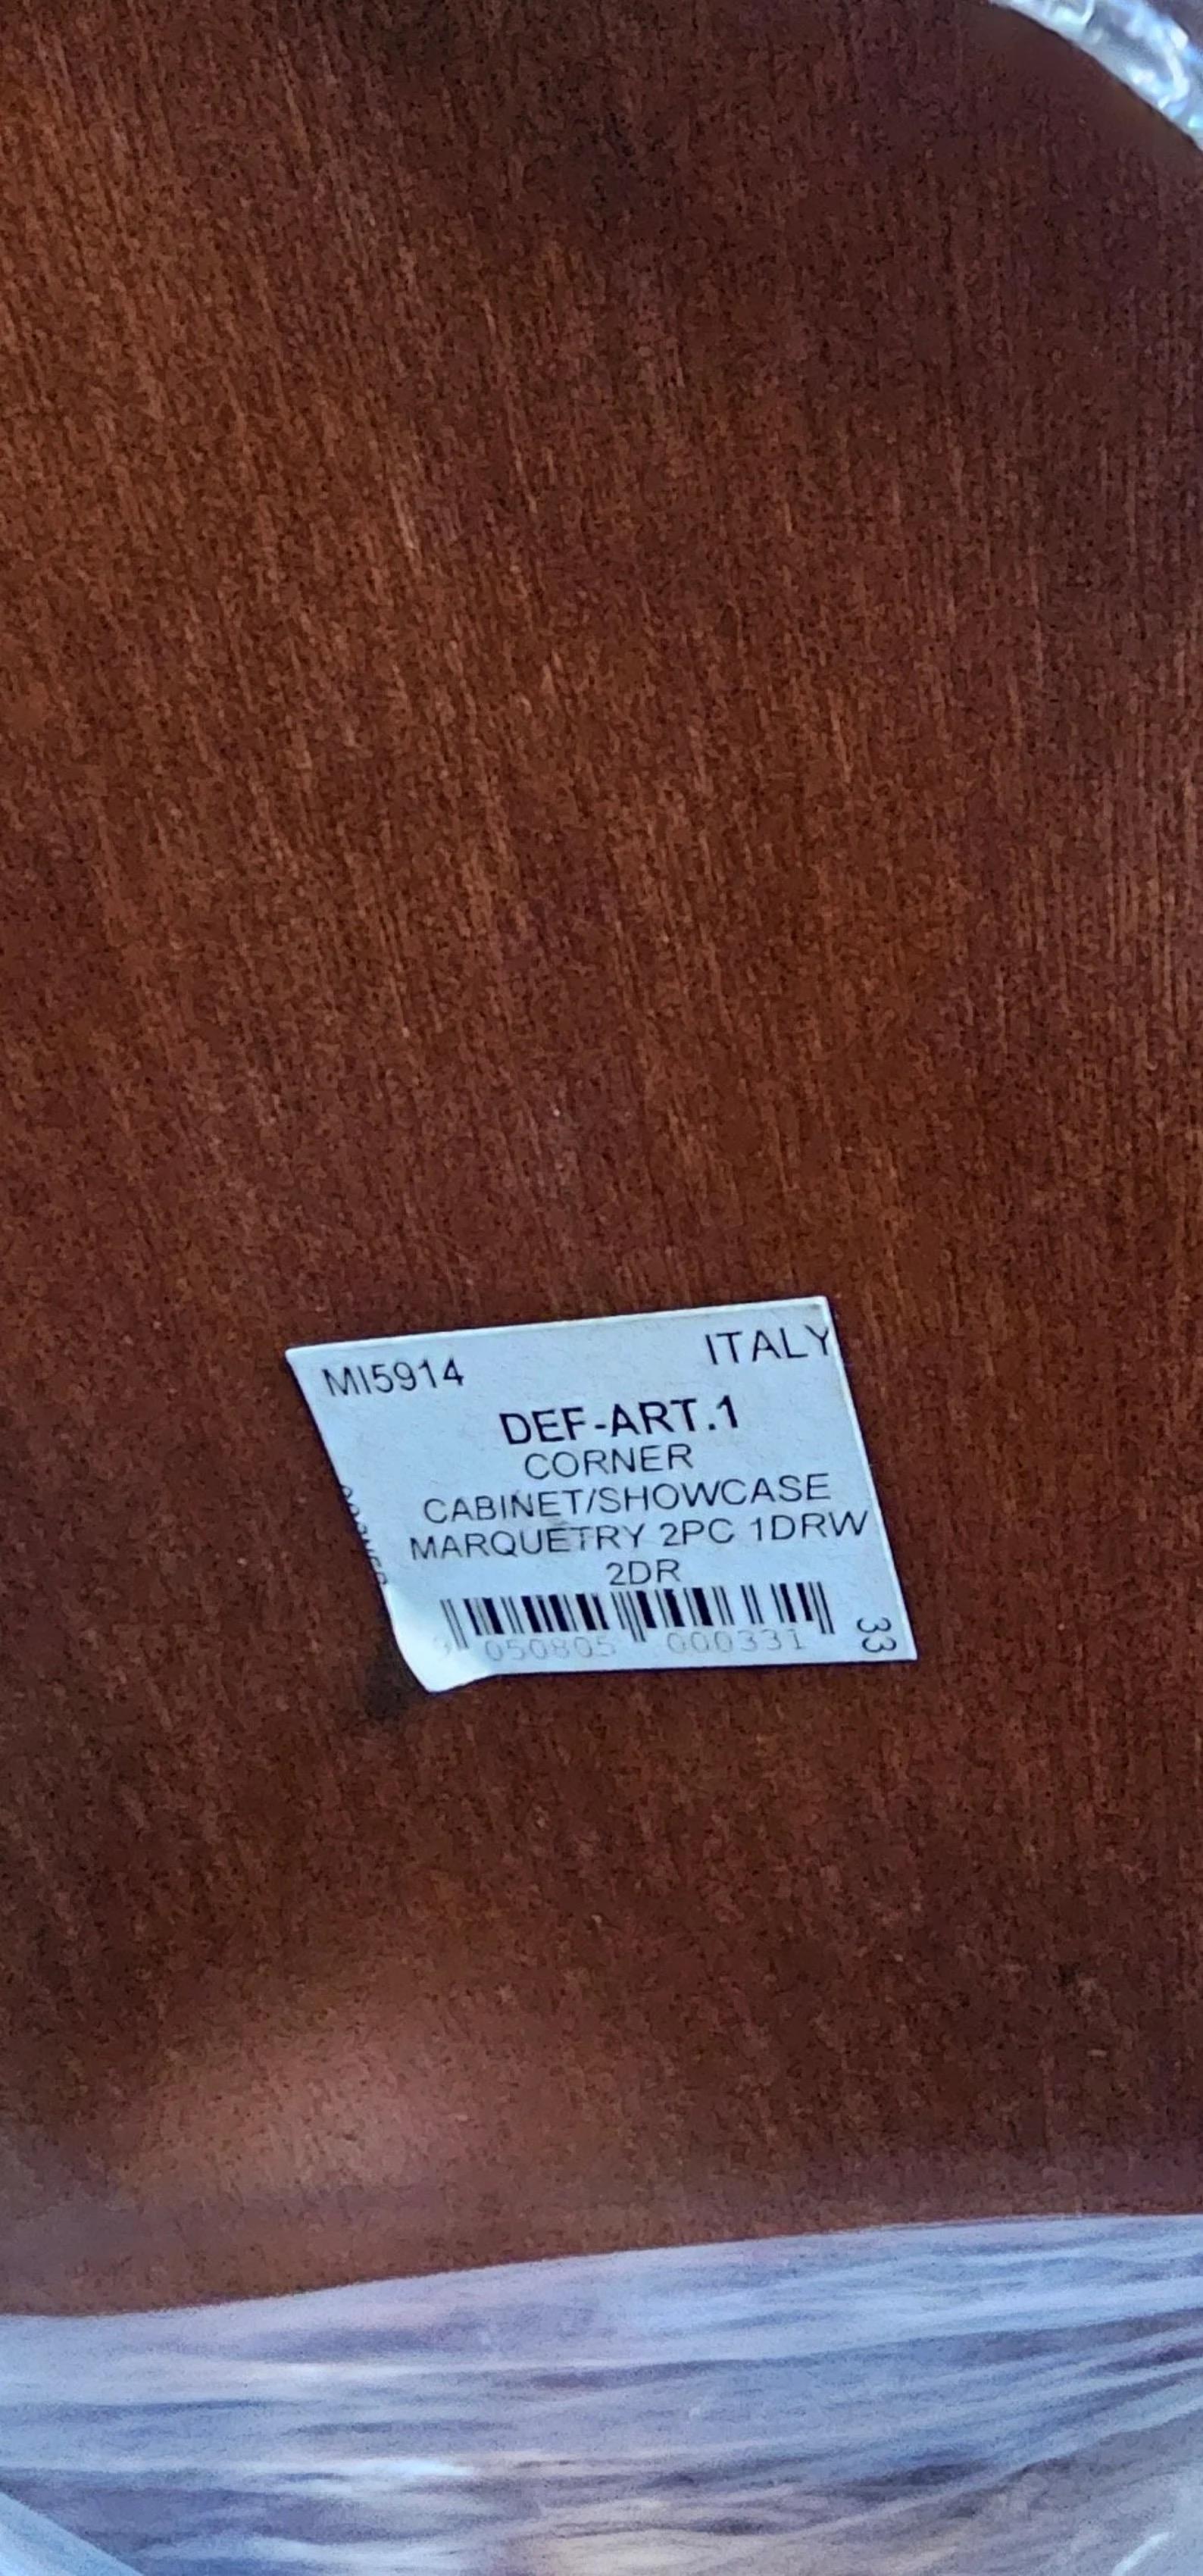 MI5914 ITALY
DEF-ART.1
CORNER
CABINET/SHOWCASE
MARQUETRY 2PC 1DRW
2DR
050805 000331
33